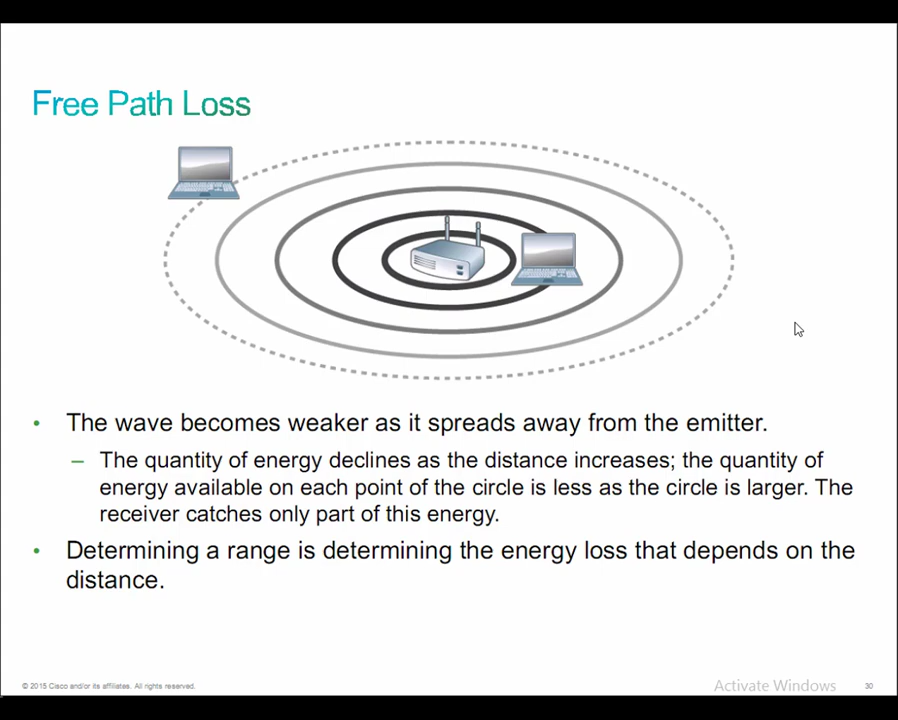 Free Path Loss
• The wave becomes weaker as it spreads away from the emitter.
– The quantity of energy declines as the distance increases; the quantity of
energy available on each point of the circle is less as the circle is larger. The
receiver catches only part of this energy.
• Determining a range is determining the energy loss that depends on the
distance.
© 2015 Cisco and/or its affiliates. All rights reserved.
Activate Windows
30